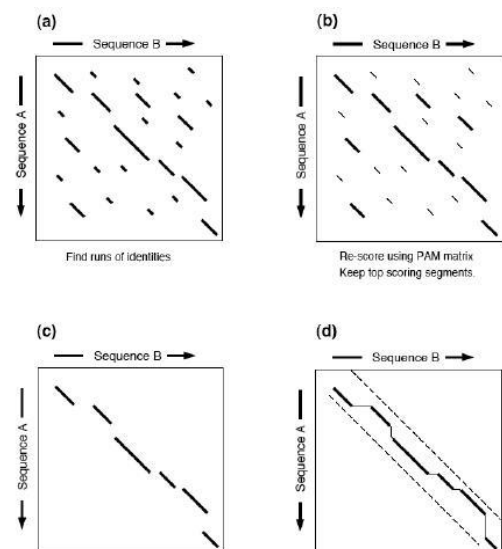 (a)
Sequence B
Sequence A
Find runs of identities
(b)
Sequence B
Sequence A
Re-score using PAM matrix
Keep top scoring segments.
(c)
Sequence B
Sequence A
(d)
Sequence B
Sequence A